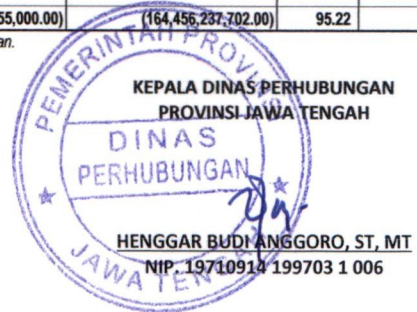 55,000.00) (164,456,237,702.00) 95.22
an.
KEPALA DINAS PERHUBUNGAN
PROVINSI JAWA TENGAH
PEMERINTAH PROVINSI
DINAS
PERHUBUNGAN
JAWA TENGAH
HENGGAR BUDI ANGGORO, ST, MT
NIP. 19710914 199703 1 006